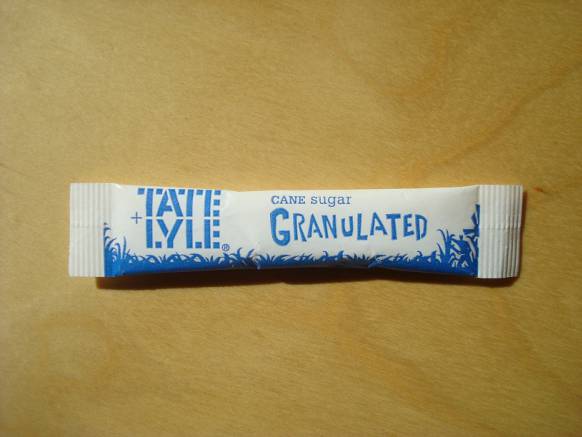 TATE
+ LYLE®
CANE sugar
GRANULATED